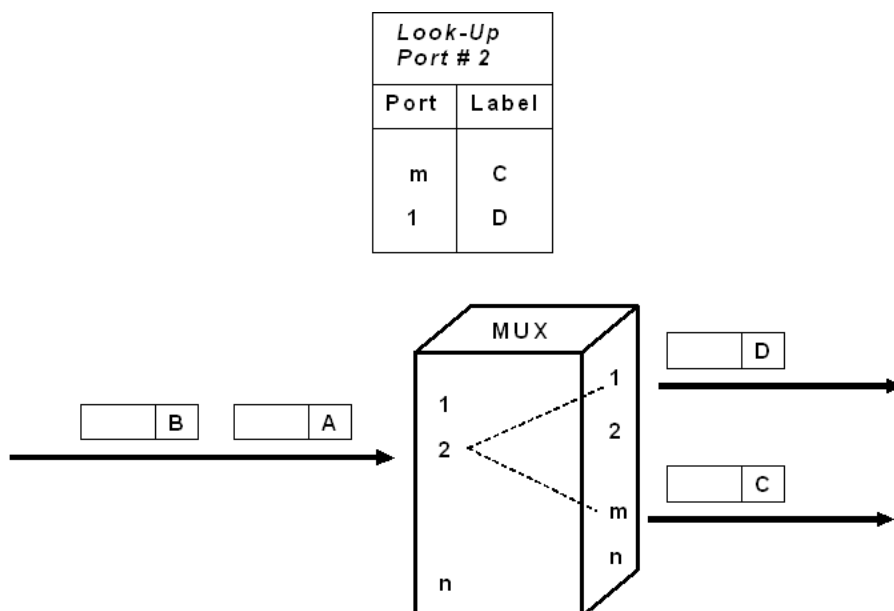 Look-Up
Port # 2
Port Label
m C
1 D
MUX
D
1
1
B A
2
2
C
m
n
n